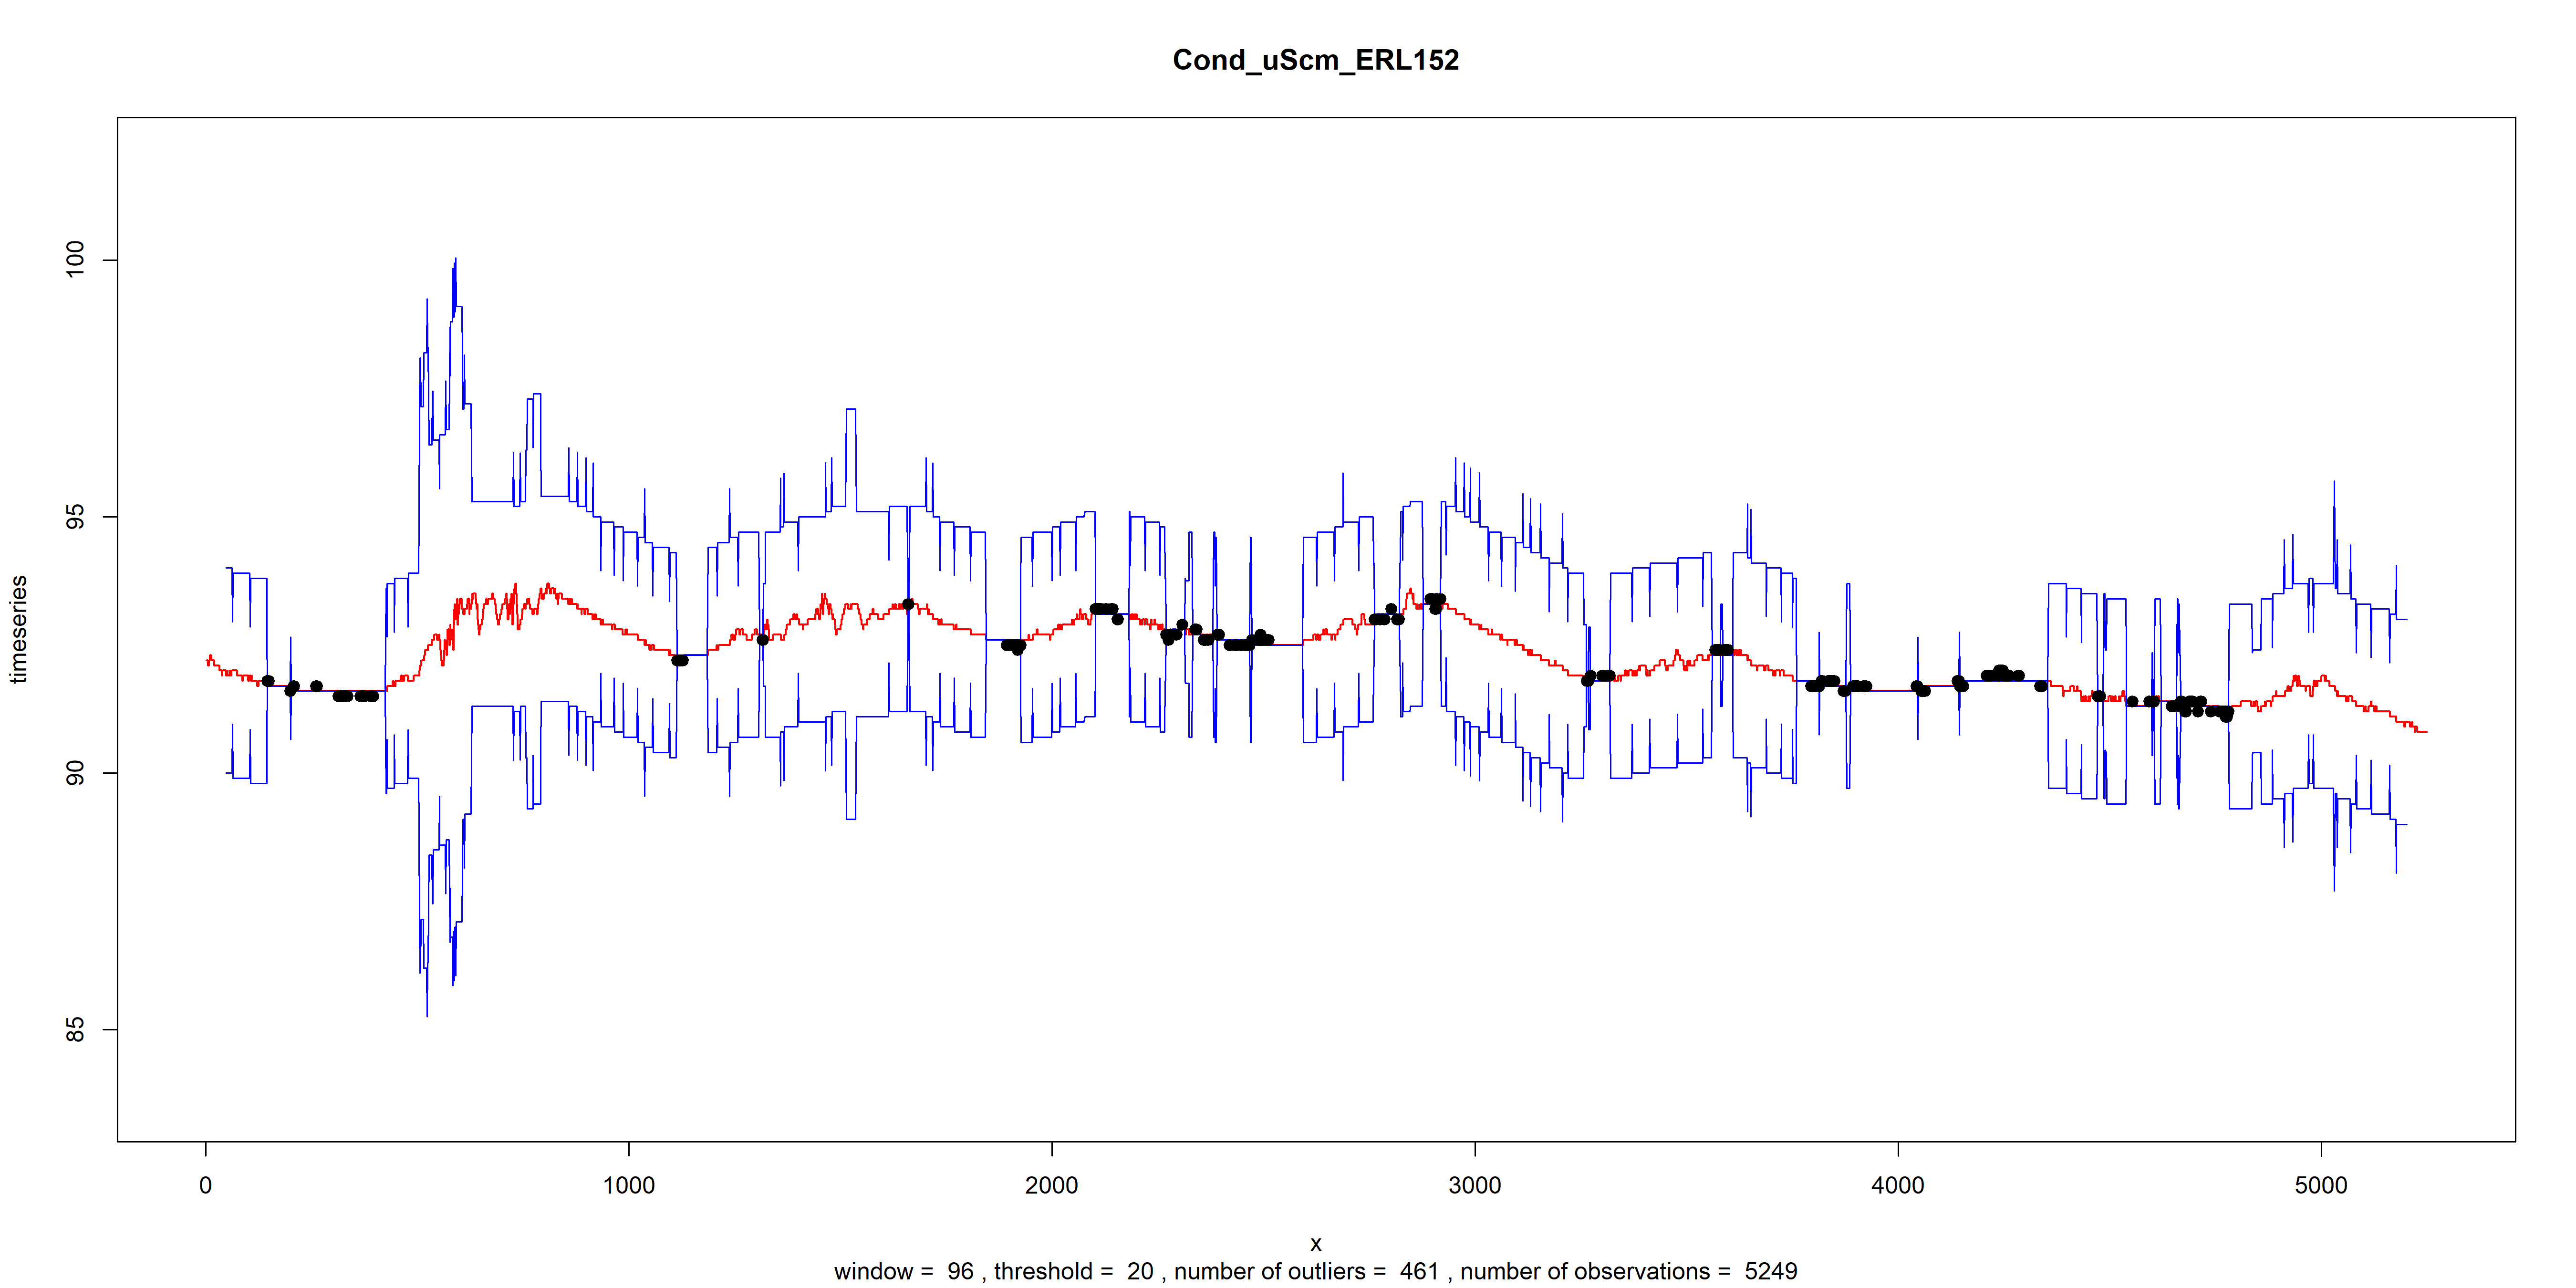 Cond_uScm_ERL152
timeseries
100
95
90
85
0 1000 2000 3000 4000 5000
x
window = 96 , threshold = 20 , number of outliers = 461 , number of observations = 5249